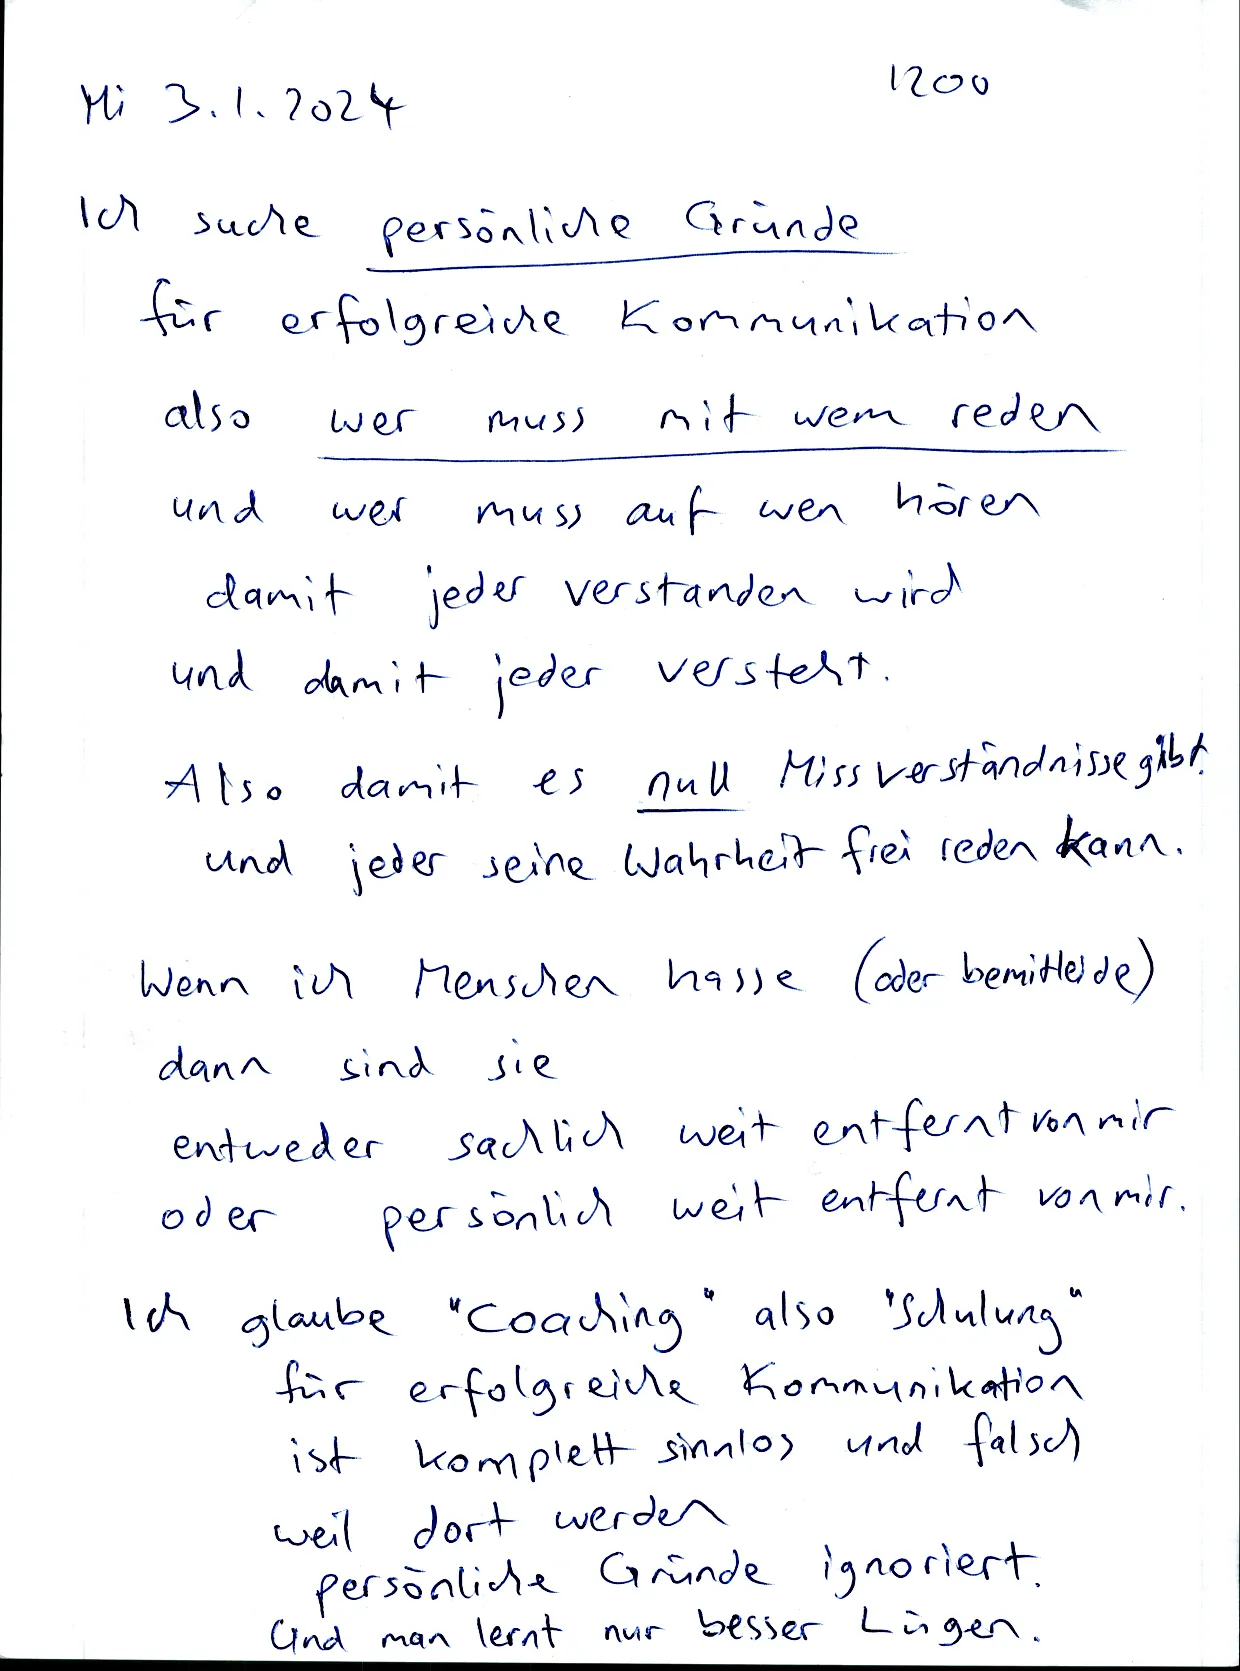 Mi 3.1.2024 1200
Ich suche persönliche Gründe
für erfolgreiche Kommunikation
also wer muss mit wem reden
und wer muss auf wen hören
damit jeder verstanden wird
und damit jeder versteht.
Also damit es null Missverständnisse gibt.
und jeder seine Wahrheit frei reden kann.
Wenn ich Menschen hasse (oder bemitleide)
dann sind sie
entweder sachlich weit entfernt von mir
oder persönlich weit entfernt von mir.
Ich glaube "Coaching" also "Schulung"
für erfolgreiche Kommunikation
ist komplett sinnlos und falsch
weil dort werden
persönliche Gründe ignoriert.
Und man lernt nur besser Lügen.